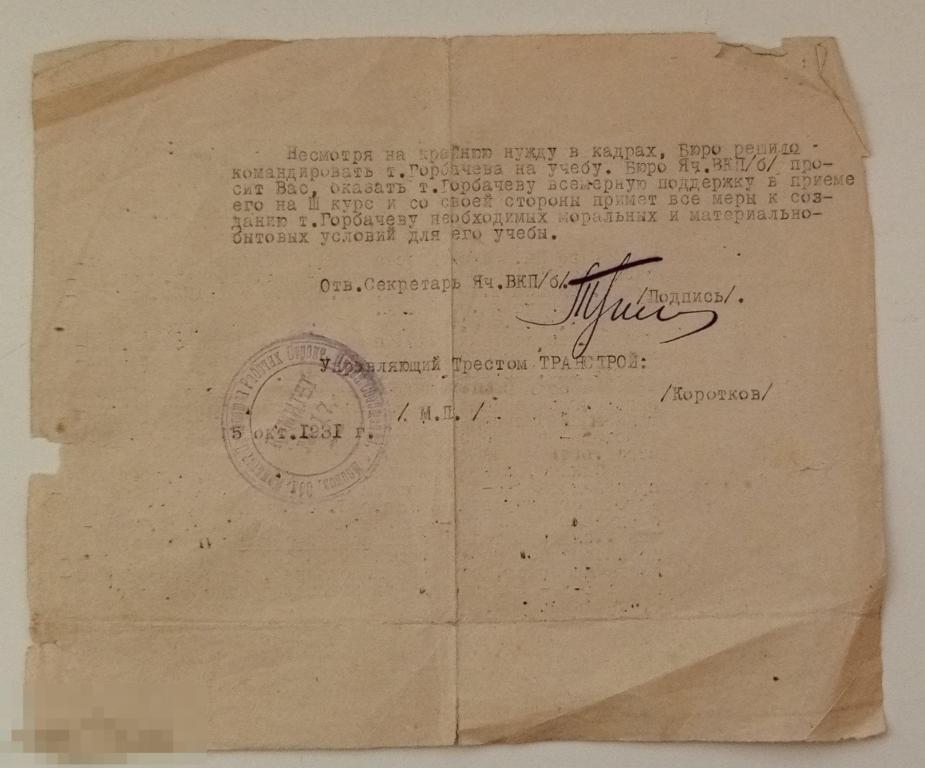 Несмотря на крайнюю нужду в кадрах, Бюро решило
командировать т.Горбачева на учебу. Бюро Яч.ВКП/б/ про-
сит Вас, оказать т.Горбачеву всемерную поддержку в приеме
его на Ш курс и со своей стороны примет все меры к соз-
данию т.Горбачеву необходимых моральных и материально-
бытовых условий для его учебы.
Отв.Секретарь Яч.ВКП/б/.
/Подпись/.
Управляющий Трестом ТРАНСТРОЙ:
/Коротков/
/ М.П. /
5 окт.1931 г.